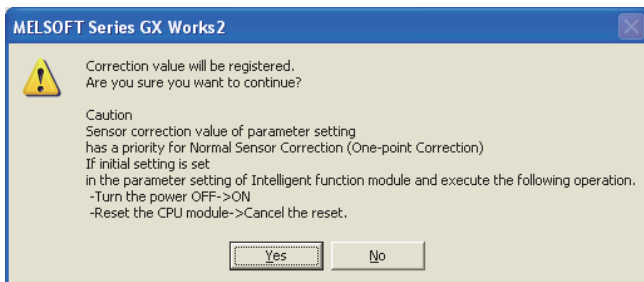 MELSOFT Series GX Works2
Correction value will be registered.
Are you sure you want to continue?
Caution
Sensor correction value of parameter setting
has a priority for Normal Sensor Correction (One-point Correction)
If initial setting is set
in the parameter setting of Intelligent function module and execute the following operation.
-Turn the power OFF->ON
-Reset the CPU module->Cancel the reset.
Yes No